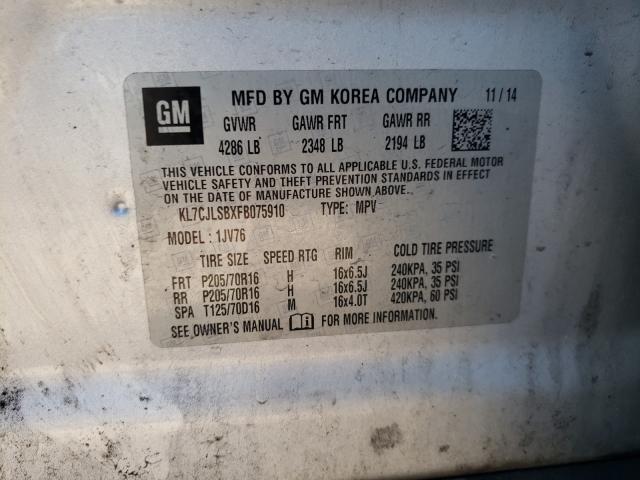 GM
MFD BY GM KOREA COMPANY 11 / 14
GVWR GAWR FRT GAWR RR
4286 LB 2348 LB 2194 LB
THIS VEHICLE CONFORMS TO ALL APPLICABLE U.S. FEDERAL MOTOR
VEHICLE SAFETY AND THEFT PREVENTION STANDARDS IN EFFECT
ON THE DATE OF MANUFACTURE SHOWN ABOVE.
KL7CJLSBXFB075910 TYPE: MPV
MODEL : 1JV76
TIRE SIZE SPEED RTG RIM COLD TIRE PRESSURE
FRT P205/70R16 H 16x6.5J 240KPA, 35 PSI
RR P205/70R16 H 16x6.5J 240KPA, 35 PSI
SPA T125/70D16 M 16x4.0T 420KPA, 60 PSI
SEE OWNER'S MANUAL FOR MORE INFORMATION.